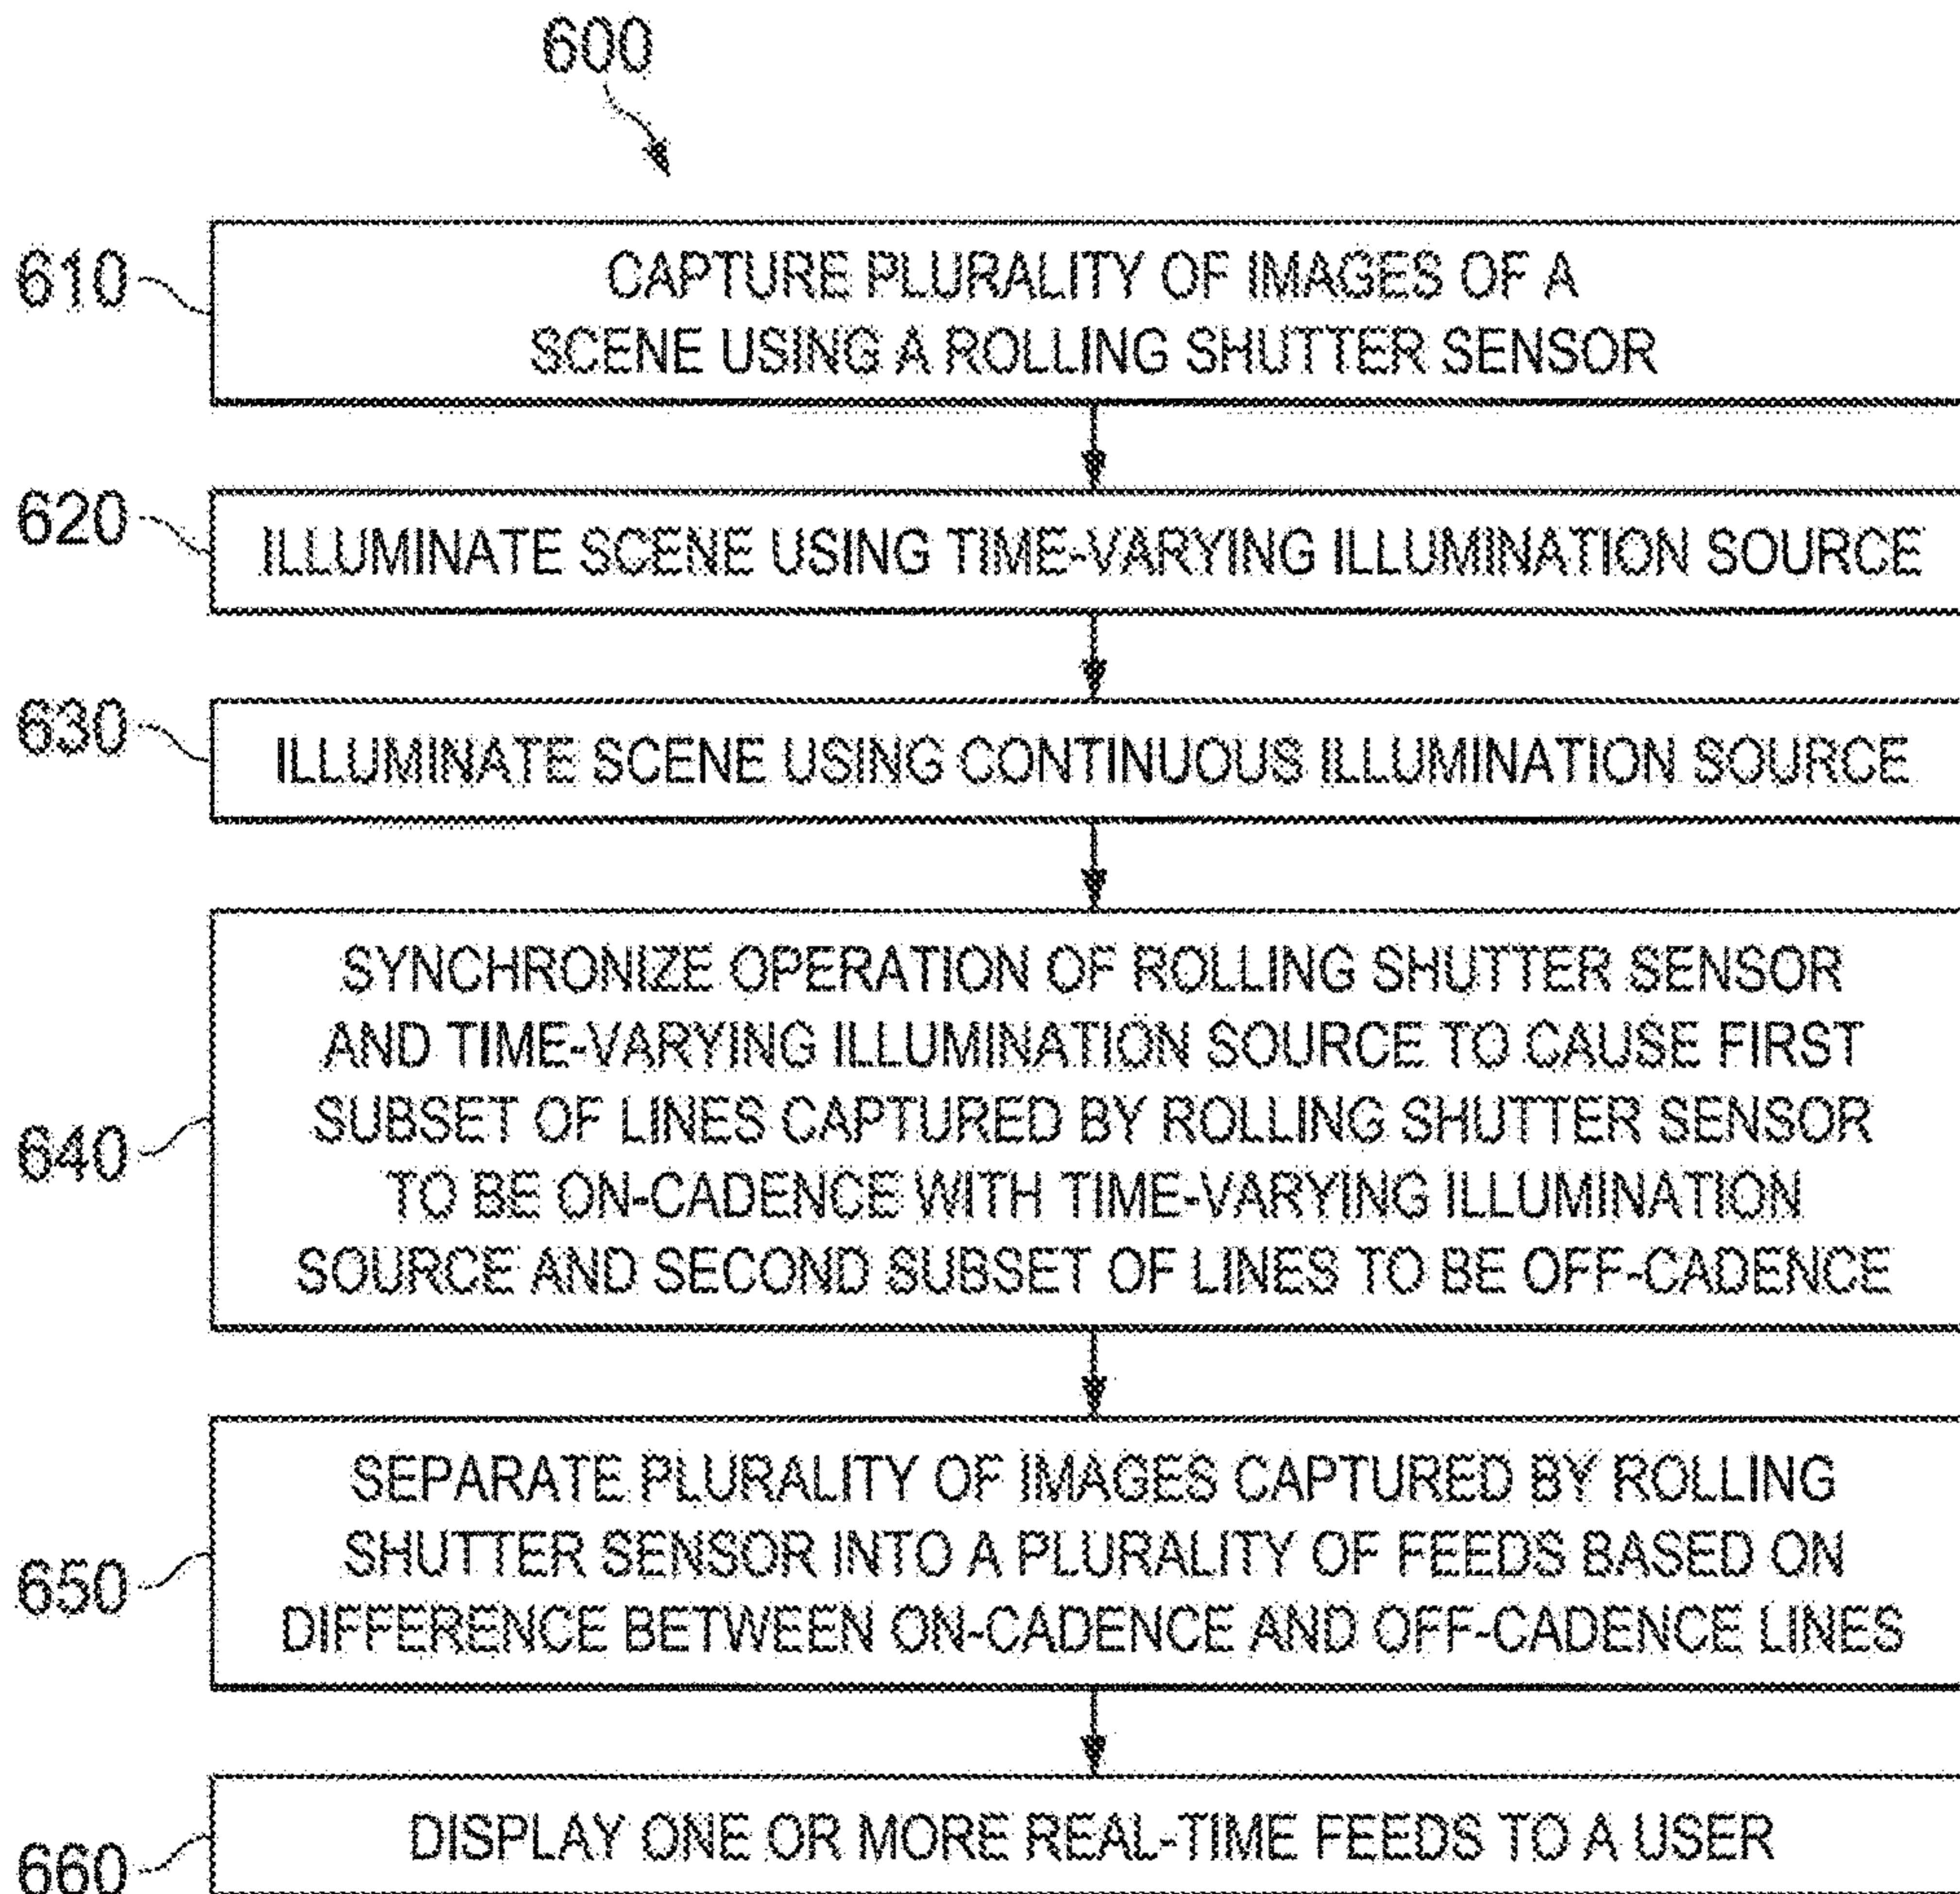 600
610
CAPTURE PLURALITY OF IMAGES OF A
SCENE USING A ROLLING SHUTTER SENSOR
620
ILLUMINATE SCENE USING TIME-VARYING ILLUMINATION SOURCE
630
ILLUMINATE SCENE USING CONTINUOUS ILLUMINATION SOURCE
640
SYNCHRONIZE OPERATION OF ROLLING SHUTTER SENSOR
AND TIME-VARYING ILLUMINATION SOURCE TO CAUSE FIRST
SUBSET OF LINES CAPTURED BY ROLLING SHUTTER SENSOR
TO BE ON-CADENCE WITH TIME-VARYING ILLUMINATION
SOURCE AND SECOND SUBSET OF LINES TO BE OFF-CADENCE
650
SEPARATE PLURALITY OF IMAGES CAPTURED BY ROLLING
SHUTTER SENSOR INTO A PLURALITY OF FEEDS BASED ON
DIFFERENCE BETWEEN ON-CADENCE AND OFF-CADENCE LINES
660
DISPLAY ONE OR MORE REAL-TIME FEEDS TO A USER